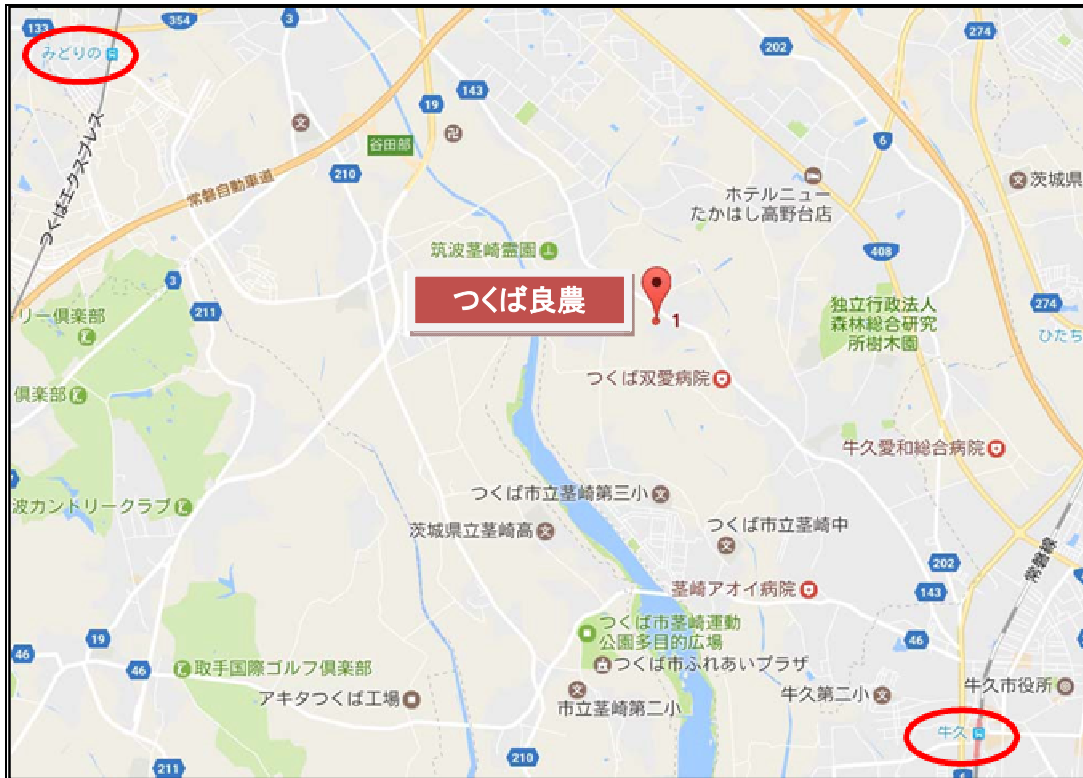 133
354
3
274
みどりの
202
143
19
6
谷田部
210
常磐自動車道
つくばエクスプレス
茨城県
ホテルニュー
たかはし高野台店
筑波茎崎霊園
408
3
211
つくば良農
1
独立行政法人
森林総合研究
所樹木園
274
ひたち
リー倶楽部
つくば双愛病院
倶楽部
牛久愛和総合病院
波カントリークラブ
つくば市立茎崎第三小
茨城県立茎崎高
つくば市立茎崎中
常磐線
202
143
茎崎アオイ病院
つくば市茎崎運動
公園多目的広場
46
19
46
46
取手国際ゴルフ倶楽部
つくば市ふれあいプラザ
アキタつくば工場
市立茎崎第二小
牛久第二小
牛久市役所
牛久
210
211